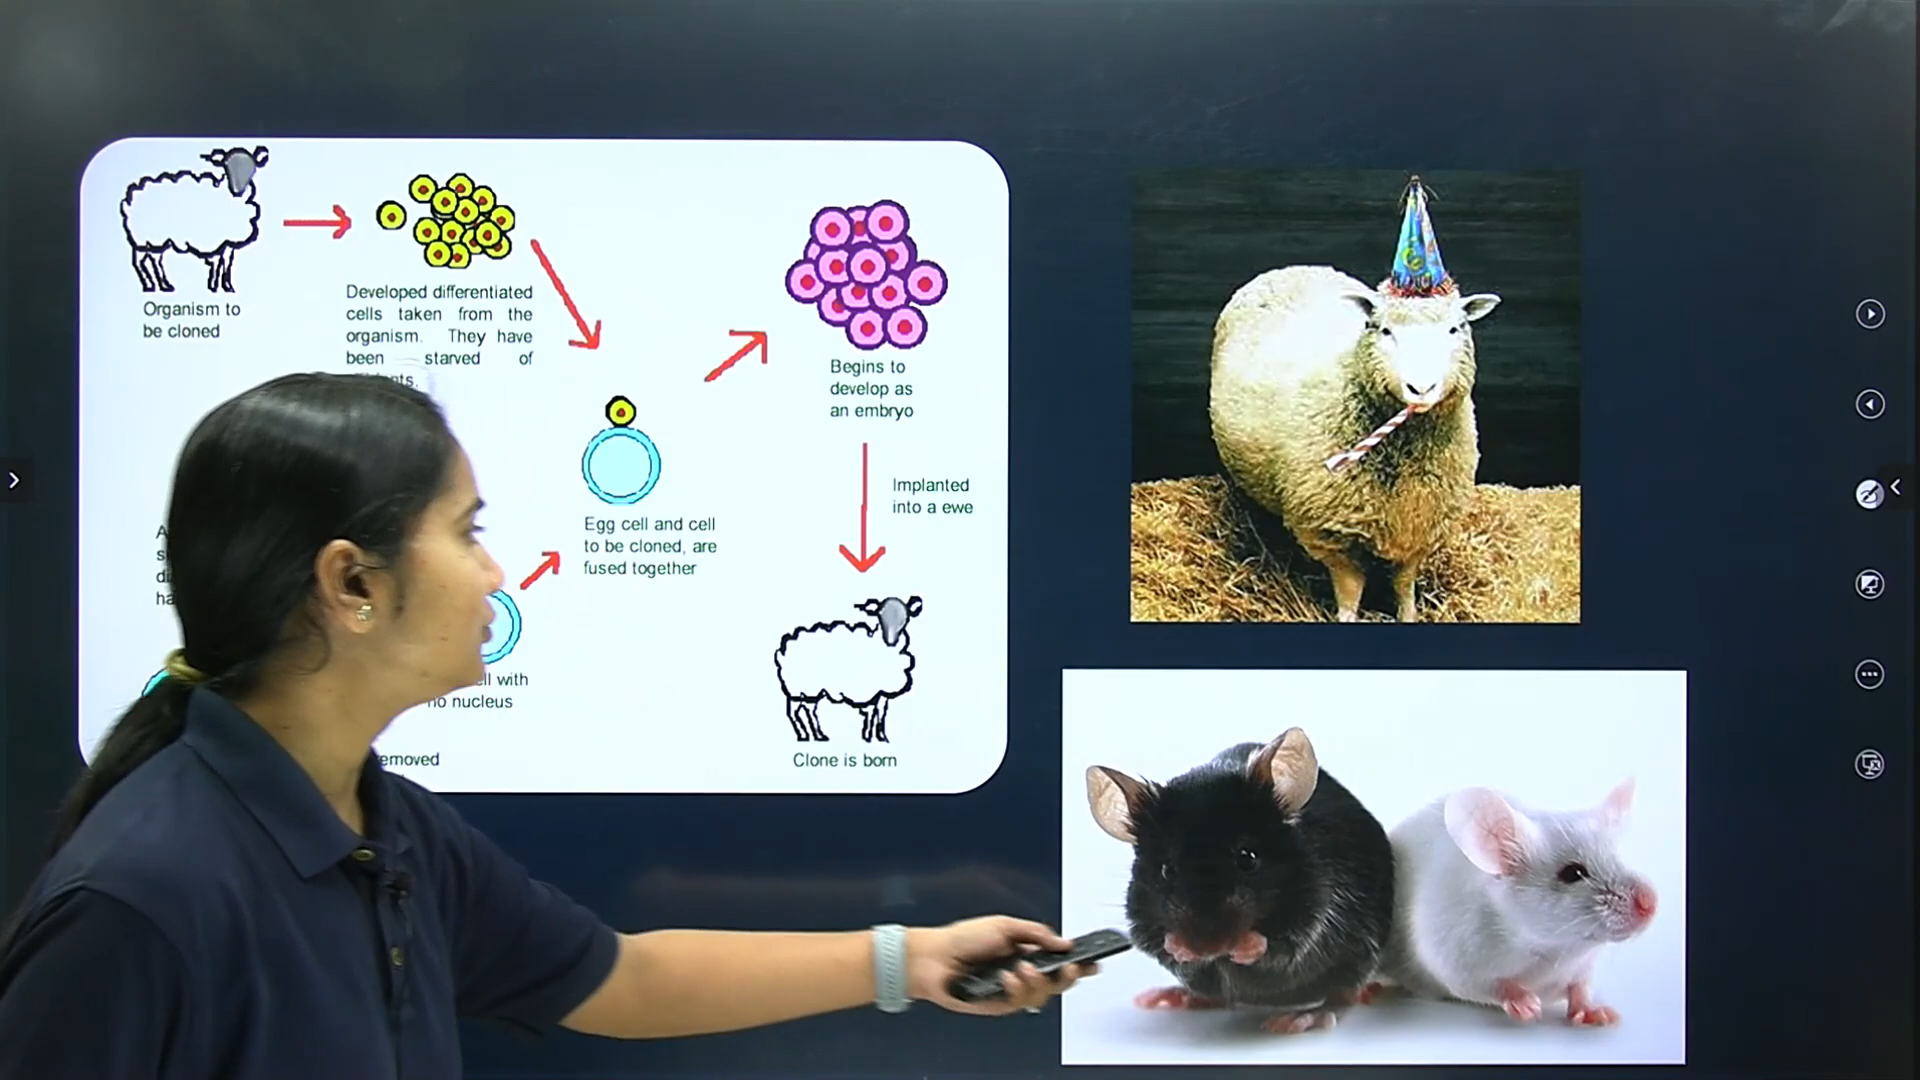 Organism to
be cloned
Developed differentiated
cells taken from the
organism. They have
been starved of
Begins to
develop as
an embryo
Implanted
into a ewe
Egg cell and cell
to be cloned, are
fused together
with
no nucleus
Clone is born